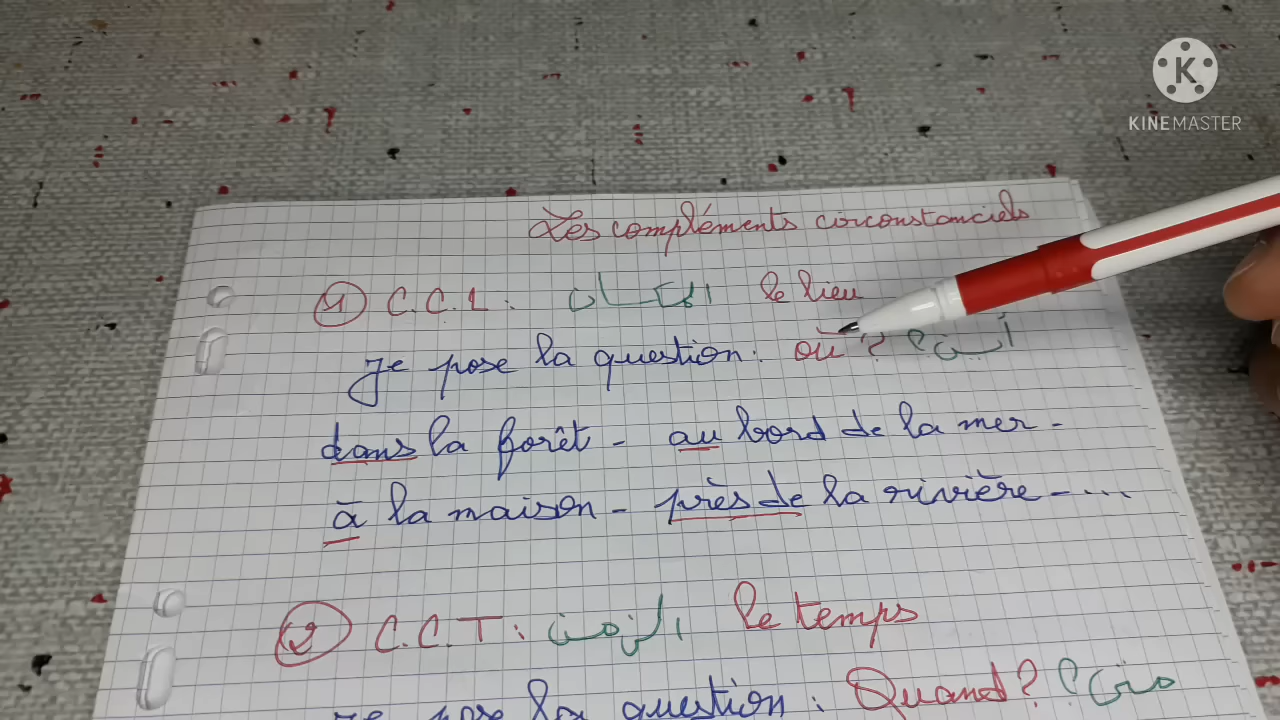 KINEMASTER
Les compléments circonstanciels
1 C.C.L : المكان le lieu
Je pose la question : où ? أين ؟
dans la forêt - au bord de la mer -
à la maison - près de la rivière - ...
2 C.C.T : الزمن le temps
Je pose la question : Quand ? متى ؟